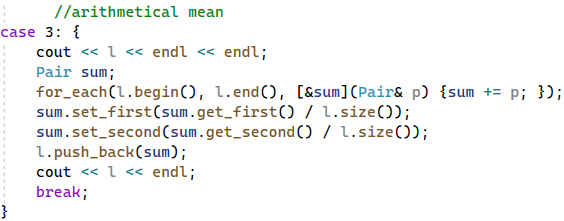 //arithmetical mean
case 3: {
cout << l << endl << endl;
Pair sum;
for_each(l.begin(), l.end(), [&sum](Pair& p) {sum += p; });
sum.set_first(sum.get_first() / l.size());
sum.set_second(sum.get_second() / l.size());
l.push_back(sum);
cout << l << endl;
break;
}